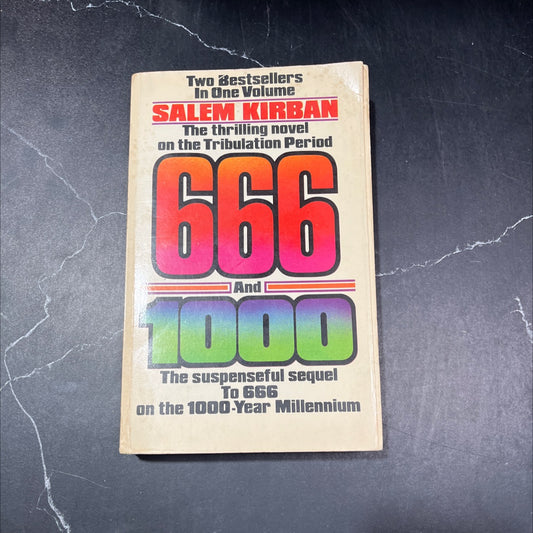 Two Bestsellers
In One Volume
SALEM KIRBAN
The thrilling novel
on the Tribulation Period
666
And
1000
The suspenseful sequel
To 666
on the 1000-Year Millennium